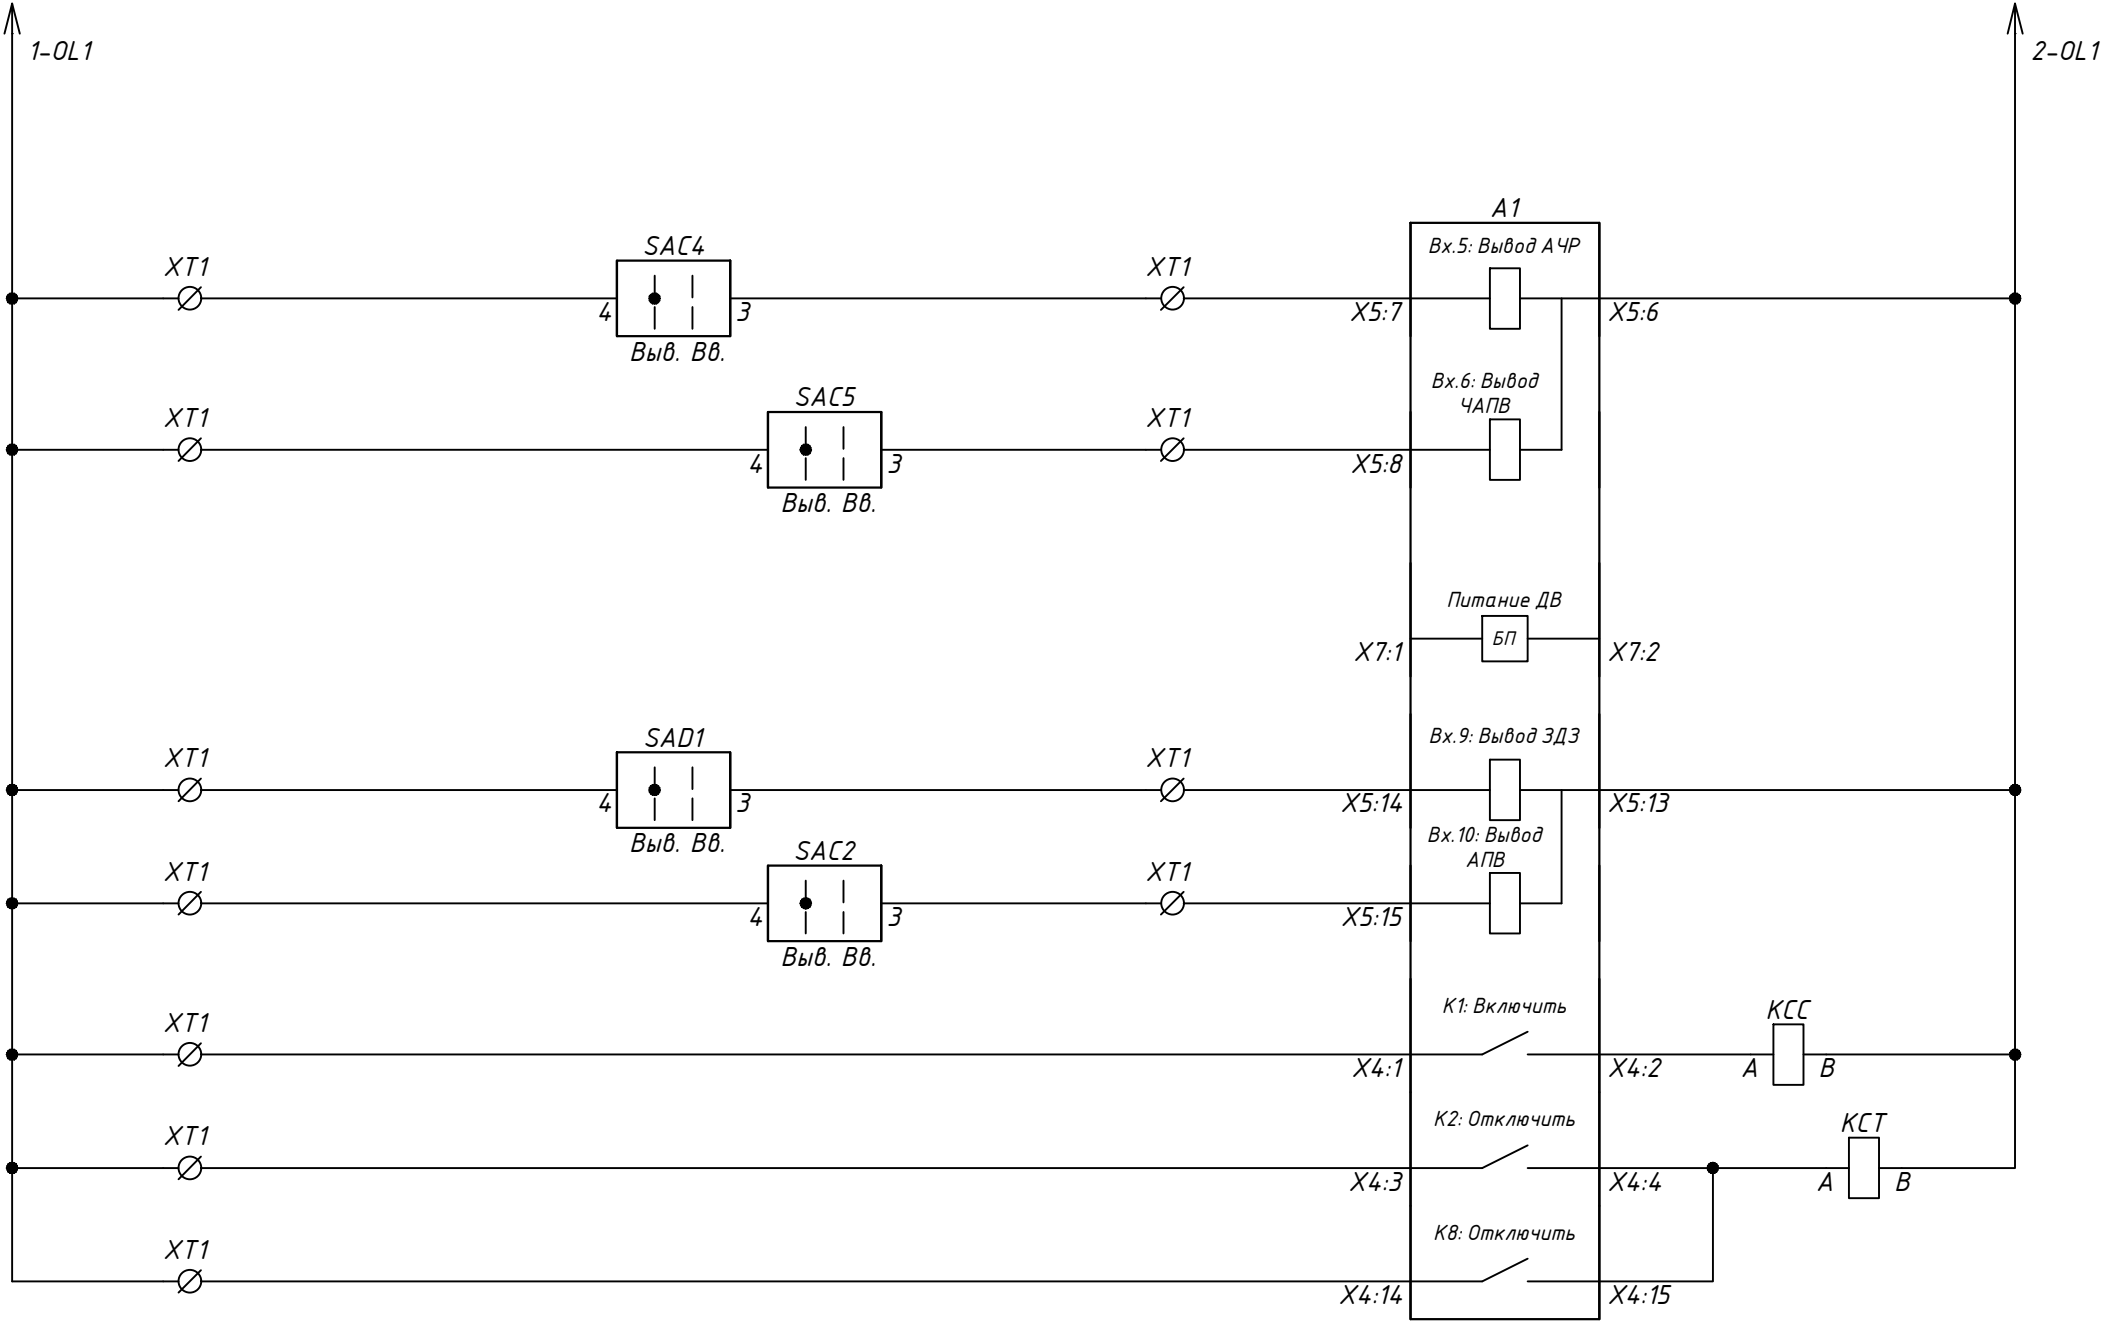 1-OL1
2-OL1
A1
SAC4
Вх.5: Вывод АЧР
XT1
XT1
4
3
X5:7
X5:6
Выв. Вв.
SAC5
Вх.6: Вывод
ЧАПВ
XT1
XT1
4
3
X5:8
Выв. Вв.
Питание ДВ
БП
X7:1
X7:2
SAD1
Вх.9: Вывод ЗДЗ
XT1
XT1
4
3
X5:14
X5:13
Выв. Вв.
SAC2
Вх.10: Вывод
АПВ
XT1
XT1
4
3
X5:15
Выв. Вв.
К1: Включить
KCC
XT1
X4:1
X4:2
A
B
К2: Отключить
KCT
XT1
X4:3
X4:4
A
B
К8: Отключить
XT1
X4:14
X4:15